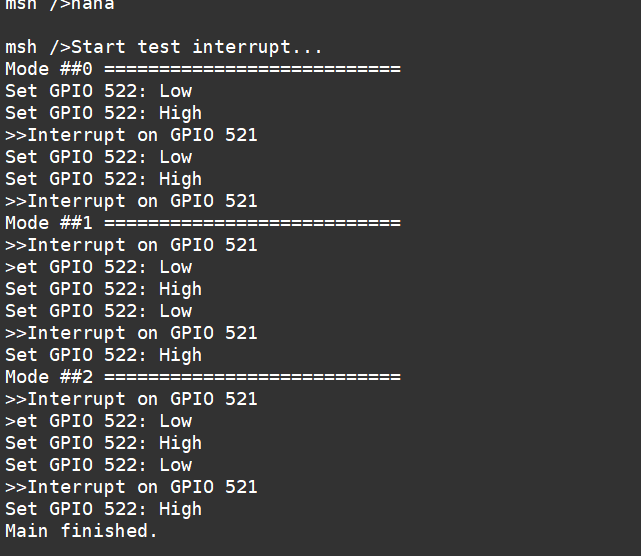 msh />haha
msh />Start test interrupt...
Mode ##0 ===========================
Set GPIO 522: Low
Set GPIO 522: High
>>Interrupt on GPIO 521
Set GPIO 522: Low
Set GPIO 522: High
>>Interrupt on GPIO 521
Mode ##1 ===========================
>>Interrupt on GPIO 521
>et GPIO 522: Low
Set GPIO 522: High
Set GPIO 522: Low
>>Interrupt on GPIO 521
Set GPIO 522: High
Mode ##2 ===========================
>>Interrupt on GPIO 521
>et GPIO 522: Low
Set GPIO 522: High
Set GPIO 522: Low
>>Interrupt on GPIO 521
Set GPIO 522: High
Main finished.